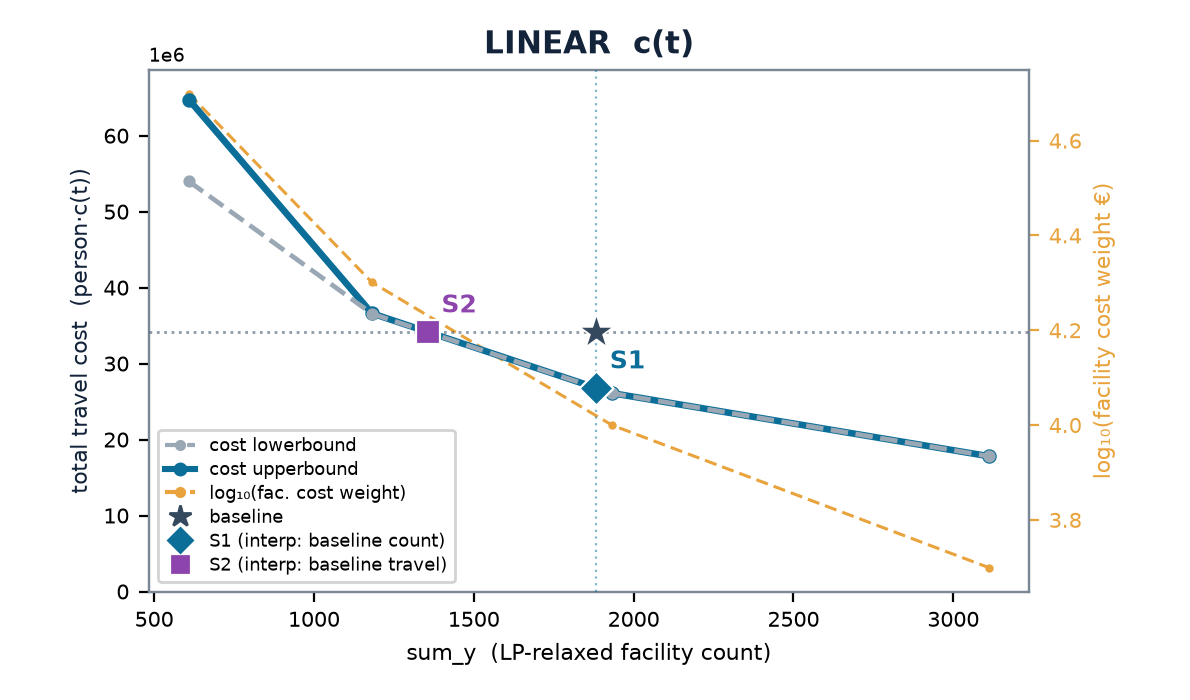 LINEAR c(t)
1e6
60
50
40
30
20
10
0
total travel cost (person·c(t))
4.6
4.4
4.2
4.0
3.8
log₁₀(facility cost weight €)
S2
S1
cost lowerbound
cost upperbound
log₁₀(fac. cost weight)
baseline
S1 (interp: baseline count)
S2 (interp: baseline travel)
500 1000 1500 2000 2500 3000
sum_y (LP-relaxed facility count)